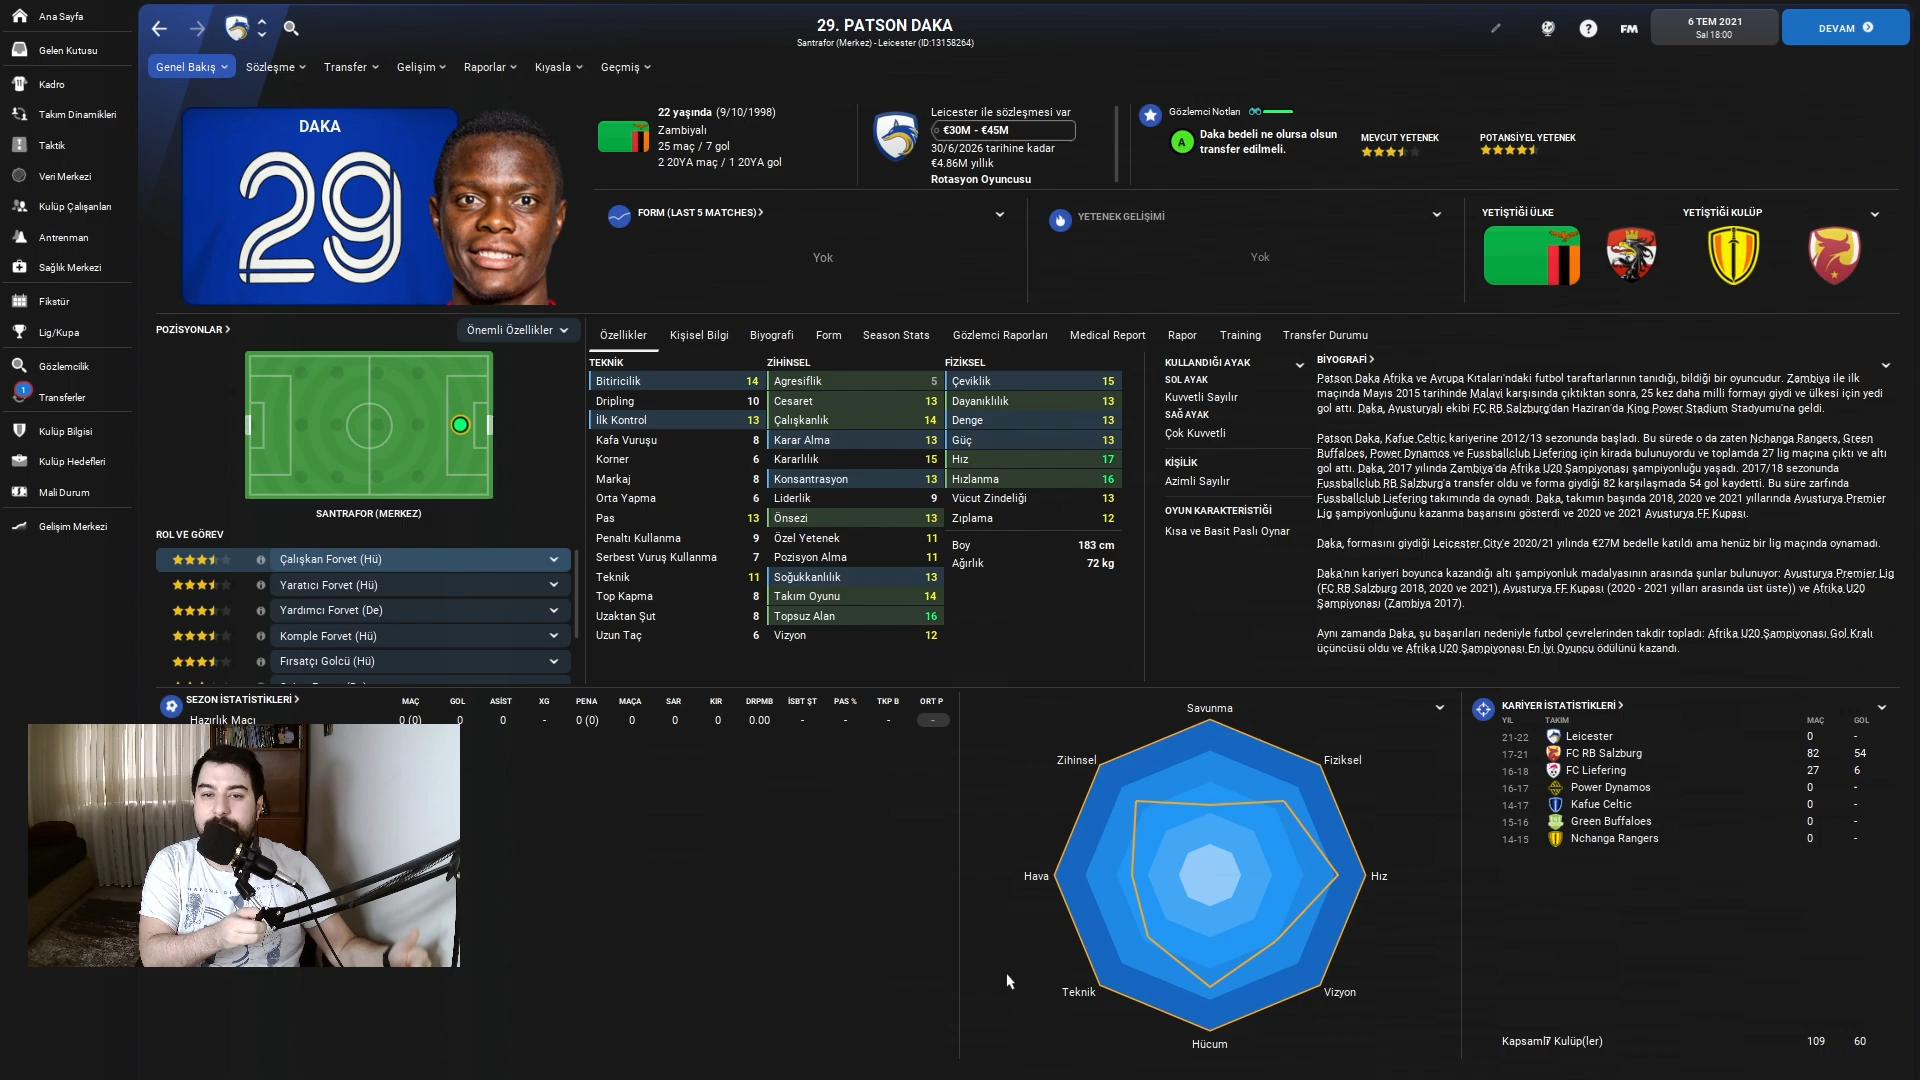 Ana Sayfa
Gelen Kutusu
Kadro
Takım Dinamikleri
Taktik
Veri Merkezi
Kulüp Çalışanları
Antrenman
Sağlık Merkezi
Fikstür
Lig/Kupa
Gözlemcilik
1
Transferler
Kulüp Bilgisi
Kulüp Hedefleri
Mali Durum
Gelişim Merkezi
29. PATSON DAKA
Santrafor (Merkez) - Leicester (ID:13158264)
FM
6 TEM 2021
Sal 18:00
DEVAM
Genel Bakış
Sözleşme
Transfer
Gelişim
Raporlar
Kıyasla
Geçmiş
DAKA
29
22 yaşında (9/10/1998)
Zambiyalı
25 maç / 7 gol
2 20YA maç / 1 20YA gol
Leicester ile sözleşmesi var
€30M - €45M
30/6/2026 tarihine kadar
€4.86M yıllık
Rotasyon Oyuncusu
Gözlemci Notları
A
Daka bedeli ne olursa olsun
transfer edilmeli.
MEVCUT YETENEK
POTANSİYEL YETENEK
FORM (LAST 5 MATCHES)
Yok
YETENEK GELİŞİMİ
Yok
YETİŞTİĞİ ÜLKE
YETİŞTİĞİ KULÜP
POZİSYONLAR
Önemli Özellikler
SANTRAFOR (MERKEZ)
ROL VE GÖREV
Çalışkan Forvet (Hü)
Yaratıcı Forvet (Hü)
Yardımcı Forvet (De)
Komple Forvet (Hü)
Fırsatçı Golcü (Hü)
Özellikler
Kişisel Bilgi
Biyografi
Form
Season Stats
Gözlemci Raporları
Medical Report
Rapor
Training
Transfer Durumu
TEKNİK
Bitiricilik 14
Dripling 10
İlk Kontrol 13
Kafa Vuruşu 8
Korner 6
Markaj 8
Orta Yapma 6
Pas 13
Penaltı Kullanma 9
Serbest Vuruş Kullanma 7
Teknik 11
Top Kapma 8
Uzaktan Şut 8
Uzun Taç 6
ZİHİNSEL
Agresiflik 5
Cesaret 13
Çalışkanlık 14
Karar Alma 13
Kararlılık 15
Konsantrasyon 13
Liderlik 9
Önsezi 13
Özel Yetenek 11
Pozisyon Alma 11
Soğukkanlılık 13
Takım Oyunu 14
Topsuz Alan 16
Vizyon 12
FİZİKSEL
Çeviklik 15
Dayanıklılık 13
Denge 13
Güç 13
Hız 17
Hızlanma 16
Vücut Zindeliği 13
Zıplama 12
Boy 183 cm
Ağırlık 72 kg
KULLANDIĞI AYAK
SOL AYAK
Kuvvetli Sayılır
SAĞ AYAK
Çok Kuvvetli
KİŞİLİK
Azimli Sayılır
OYUN KARAKTERİSTİĞİ
Kısa ve Basit Paslı Oynar
BİYOGRAFİ
Patson Daka Afrika ve Avrupa Kıtaları'ndaki futbol taraftarlarının tanıdığı, bildiği bir oyuncudur. Zambiya ile ilk
maçında Mayıs 2015 tarihinde Malavi karşısında çıktıktan sonra, 25 kez daha milli formayı giydi ve ülkesi için yedi
gol attı. Daka, Avusturyalı ekibi FC RB Salzburg'dan Haziran'da King Power Stadium Stadyumu'na geldi.
Patson Daka, Kafue Celtic kariyerine 2012/13 sezonunda başladı. Bu sürede o da zaten Nchanga Rangers, Green
Buffaloes, Power Dynamos ve Fussballclub Liefering için kirada bulunuyordu ve toplamda 27 lig maçına çıktı ve altı
gol attı. Daka, 2017 yılında Zambiya'da Afrika U20 Şampiyonası şampiyonluğu yaşadı. 2017/18 sezonunda
Fussballclub RB Salzburg'a transfer oldu ve forma giydiği 82 karşılaşmada 54 gol kaydetti. Bu süre zarfında
Fussballclub Liefering takımında da oynadı. Daka, takımın başında 2018, 2020 ve 2021 yıllarında Avusturya Premier
Lig şampiyonluğunu kazanma başarısını gösterdi ve 2020 ve 2021 Avusturya FF Kupası.
Daka, formasını giydiği Leicester City'e 2020/21 yılında €27M bedelle katıldı ama henüz bir lig maçında oynamadı.
Daka'nın kariyeri boyunca kazandığı altı şampiyonluk madalyasının arasında şunlar bulunuyor: Avusturya Premier Lig
(FC RB Salzburg 2018, 2020 ve 2021), Avusturya FF Kupası (2020 - 2021 yılları arasında üst üste)) ve Afrika U20
Şampiyonası (Zambiya 2017).
Aynı zamanda Daka, şu başarıları nedeniyle futbol çevrelerinden takdir topladı: Afrika U20 Şampiyonası Gol Kralı
üçüncüsü oldu ve Afrika U20 Şampiyonası En İyi Oyuncu ödülünü kazandı.
SEZON İSTATİSTİKLERİ
MAÇ GOL ASİST XG PENA MAÇA SAR KIR DRPMB İSBT ŞT PAS % TKP B ORT P
Hazırlık Maçı 0 (0) 0 0 - 0 (0) 0 0 0 0.00 - - - -
Savunma
Fiziksel
Hız
Vizyon
Hücum
Teknik
Hava
Zihinsel
KARİYER İSTATİSTİKLERİ
YIL TAKIM MAÇ GOL
21-22 Leicester 0 -
17-21 FC RB Salzburg 82 54
16-18 FC Liefering 27 6
16-17 Power Dynamos 0 -
14-17 Kafue Celtic 0 -
15-16 Green Buffaloes 0 -
14-15 Nchanga Rangers 0 -
Kulüp(ler) 109 60